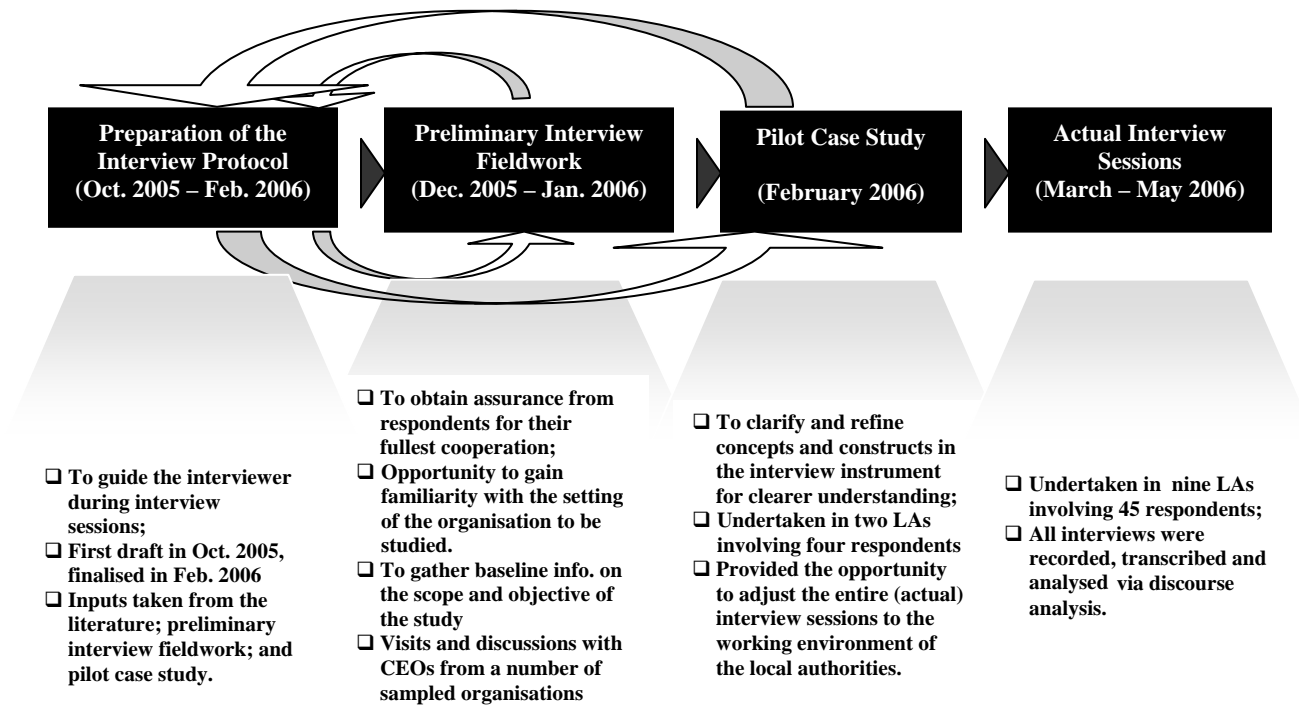 Preparation of the
Interview Protocol
(Oct. 2005 – Feb. 2006)
Preliminary Interview
Fieldwork
(Dec. 2005 – Jan. 2006)
Pilot Case Study
(February 2006)
Actual Interview
Sessions
(March – May 2006)
❑ To guide the interviewer
during interview
sessions;
❑ First draft in Oct. 2005,
finalised in Feb. 2006
❑ Inputs taken from the
literature; preliminary
interview fieldwork; and
pilot case study.
❑ To obtain assurance from
respondents for their
fullest cooperation;
❑ Opportunity to gain
familiarity with the setting
of the organisation to be
studied.
❑ To gather baseline info. on
the scope and objective of
the study
❑ Visits and discussions with
CEOs from a number of
sampled organisations
❑ To clarify and refine
concepts and constructs in
the interview instrument
for clearer understanding;
❑ Undertaken in two LAs
involving four respondents
❑ Provided the opportunity
to adjust the entire (actual)
interview sessions to the
working environment of
the local authorities.
❑ Undertaken in nine LAs
involving 45 respondents;
❑ All interviews were
recorded, transcribed and
analysed via discourse
analysis.